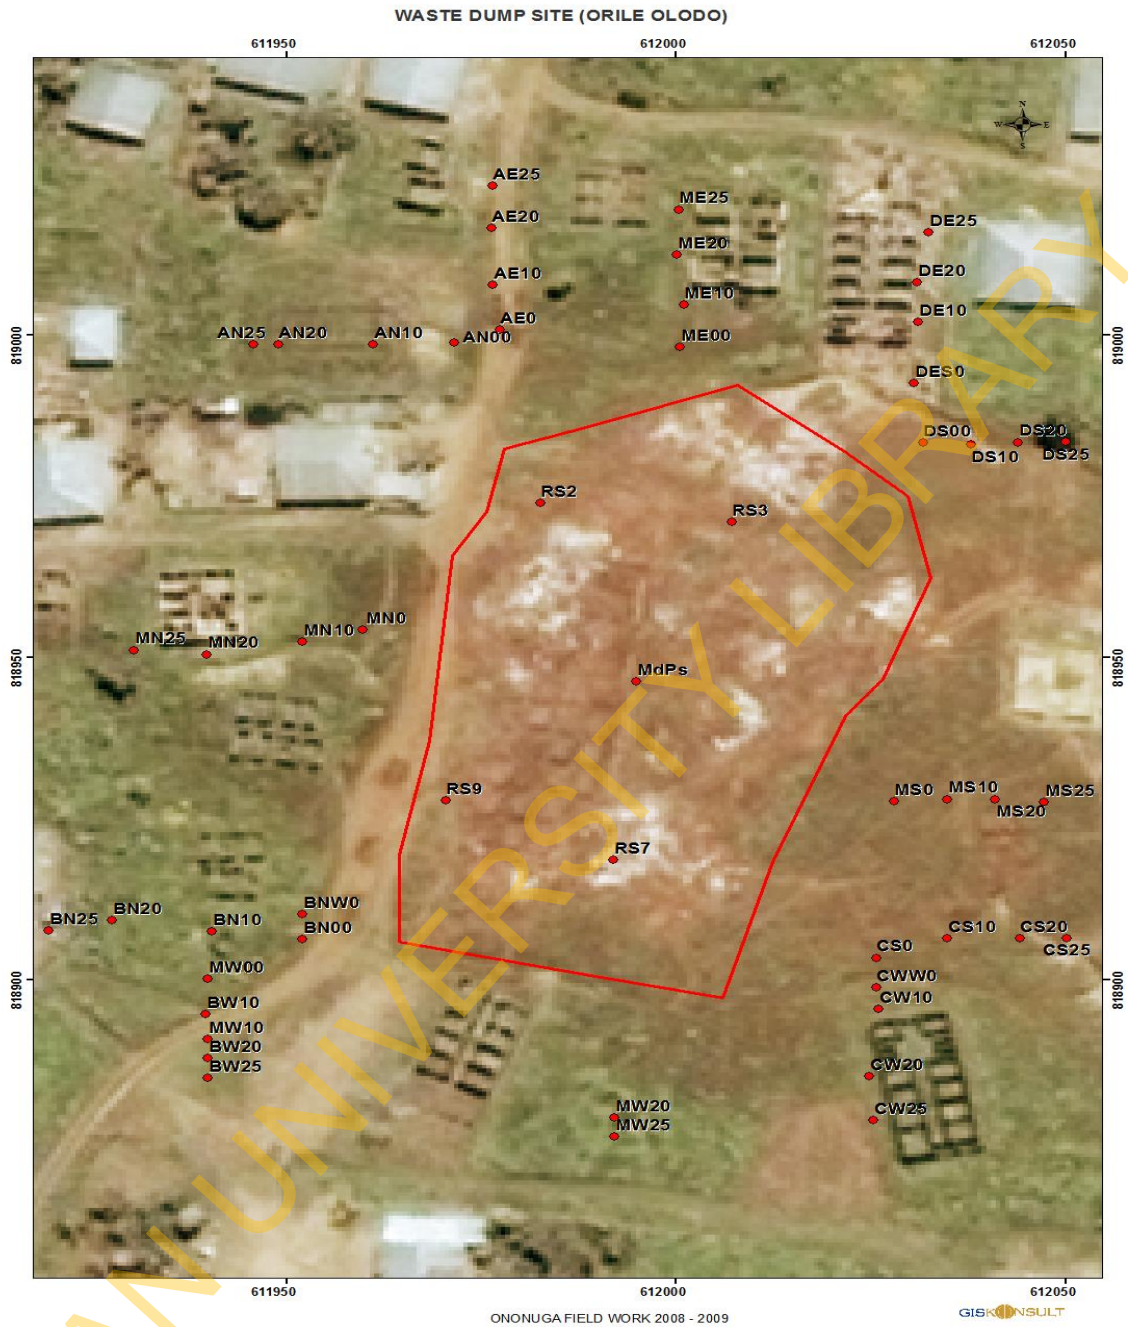 WASTE DUMP SITE (ORILE OLODO)
611950 612000 612050
N
W E
S
AE25
ME25
AE20
DE25
ME20
AE10
DE20
ME10
DE10
AE0
819000 819000
AN25 AN20 AN10 AN00
ME00
DES0
DS00 DS20
DS10 DS25
RS2
RS3
MN0
MN10
MN25 MN20
818950 818950
MdPs
RS9
MS0 MS10 MS25
MS20
RS7
BNW0
BN25 BN20 BN10 BN00
CS10 CS20
CS0 CS25
MW00
CWW0
818900 818900
BW10
CW10
MW10
BW20
BW25
CW20
MW20
CW25
MW25
611950 612000 612050
ONONUGA FIELD WORK 2008 - 2009
GISKONSULT
AN UNIVERSITY LIBRARY